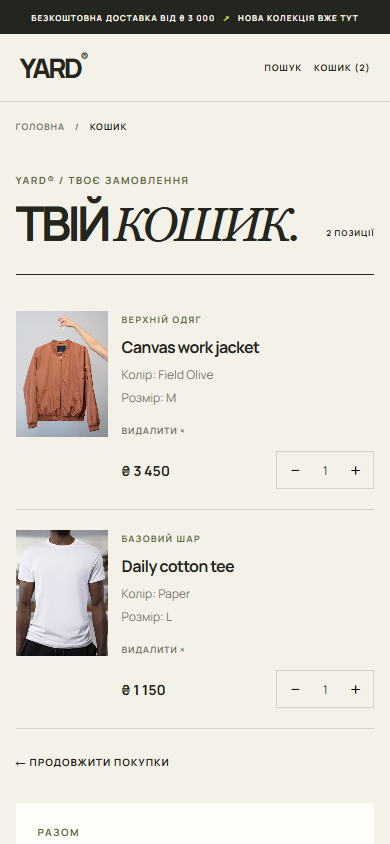 БЕЗКОШТОВНА ДОСТАВКА ВІД ₴ 3 000 ↗ НОВА КОЛЕКЦІЯ ВЖЕ ТУТ
YARD®
ПОШУК КОШИК (2)
ГОЛОВНА / КОШИК
YARD® / ТВОЄ ЗАМОВЛЕННЯ
ТВІЙ КОШИК.
2 ПОЗИЦІЇ
ВЕРХНІЙ ОДЯГ
Canvas work jacket
Колір: Field Olive
Розмір: M
ВИДАЛИТИ ×
₴ 3 450
− 1 +
БАЗОВИЙ ШАР
Daily cotton tee
Колір: Paper
Розмір: L
ВИДАЛИТИ ×
₴ 1 150
− 1 +
← ПРОДОВЖИТИ ПОКУПКИ
РАЗОМ